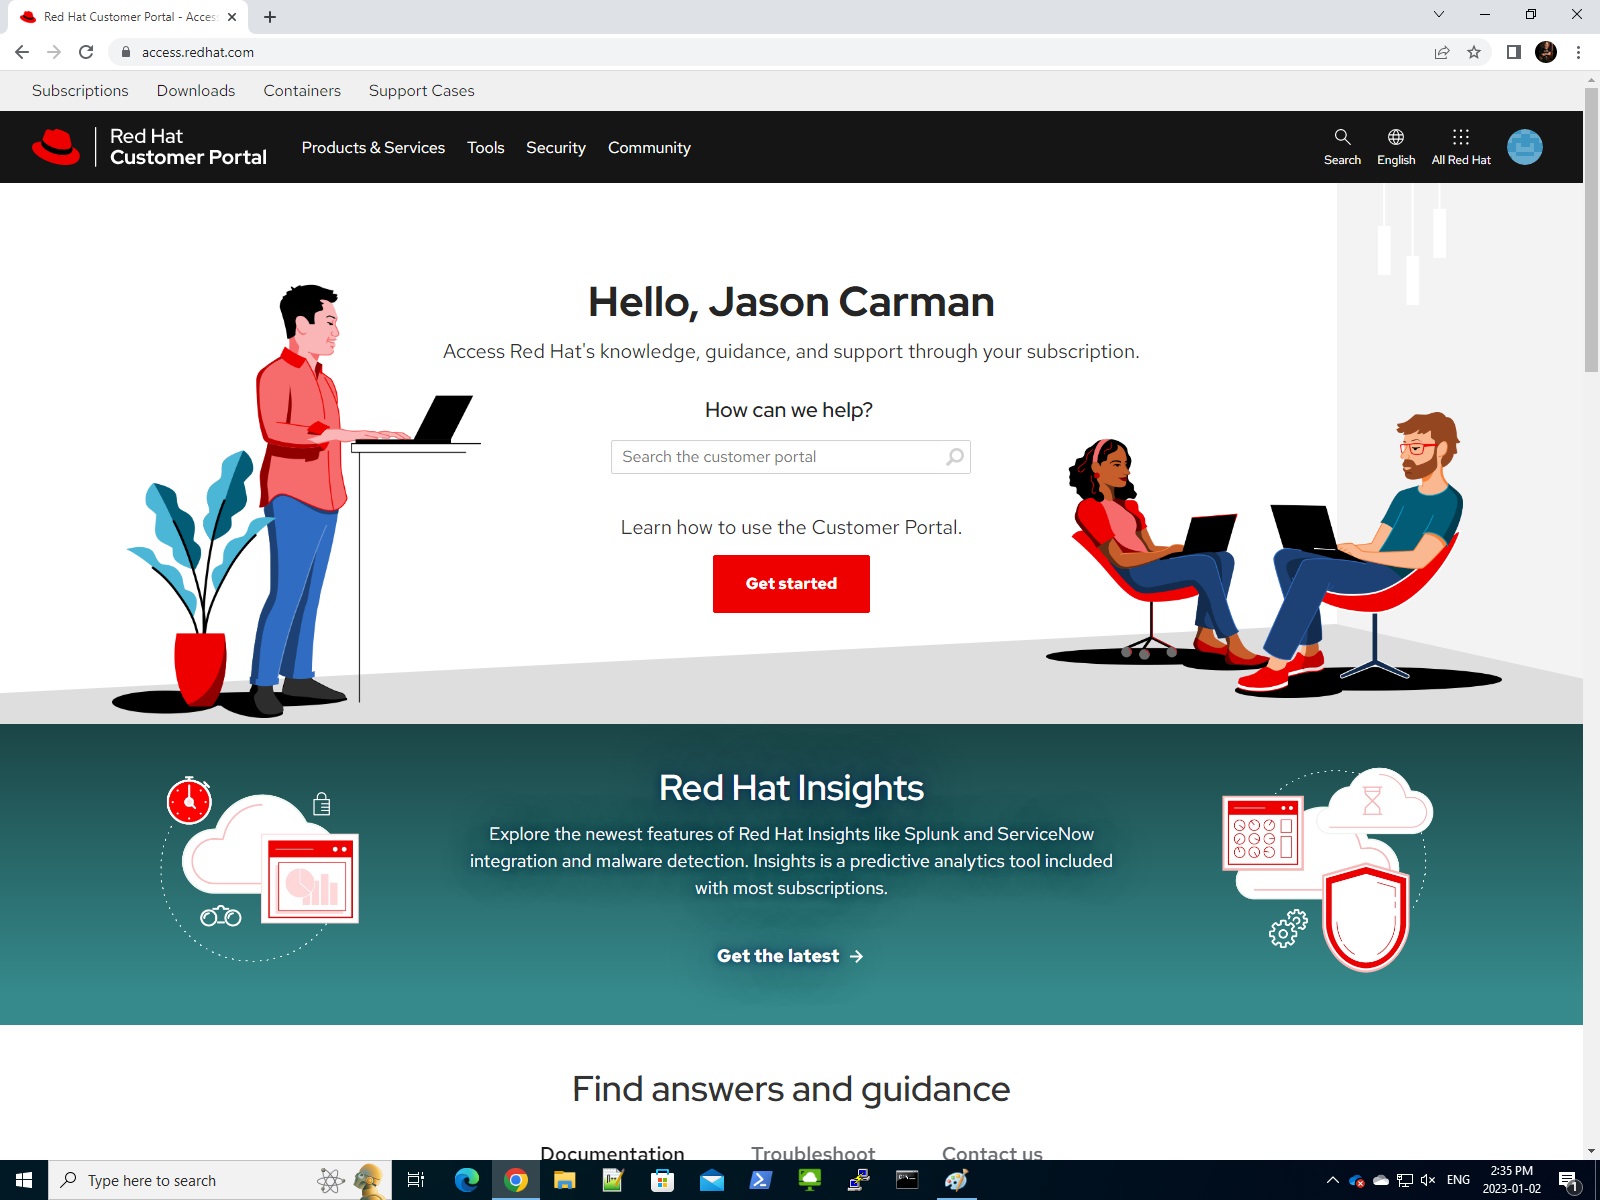 Red Hat Customer Portal - Acces
access.redhat.com
Subscriptions Downloads Containers Support Cases
Red Hat
Customer Portal
Products & Services Tools Security Community
Search English All Red Hat
Hello, Jason Carman
Access Red Hat's knowledge, guidance, and support through your subscription.
How can we help?
Search the customer portal
Learn how to use the Customer Portal.
Get started
Red Hat Insights
Explore the newest features of Red Hat Insights like Splunk and ServiceNow
integration and malware detection. Insights is a predictive analytics tool included
with most subscriptions.
Get the latest →
Find answers and guidance
Documentation Troubleshoot Contact us
Type here to search
ENG
2:35 PM
2023-01-02
1